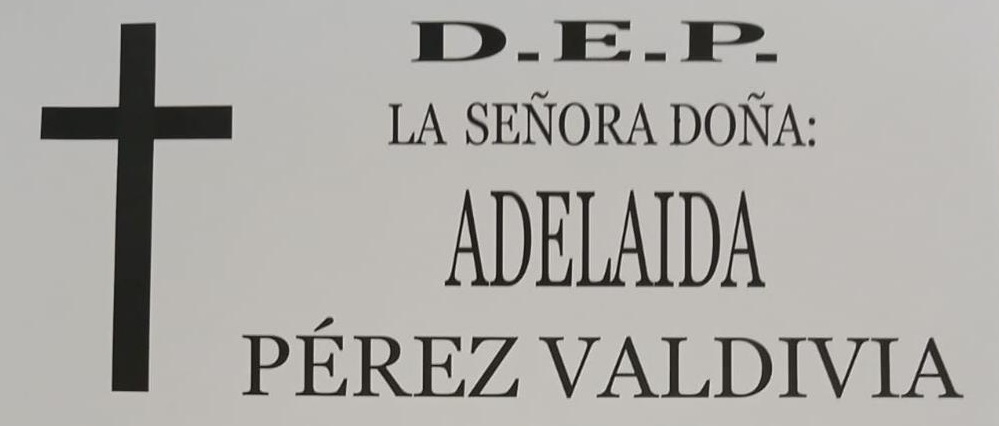 D.E.P.
LA SEÑORA DOÑA:
ADELAIDA
PÉREZ VALDIVIA